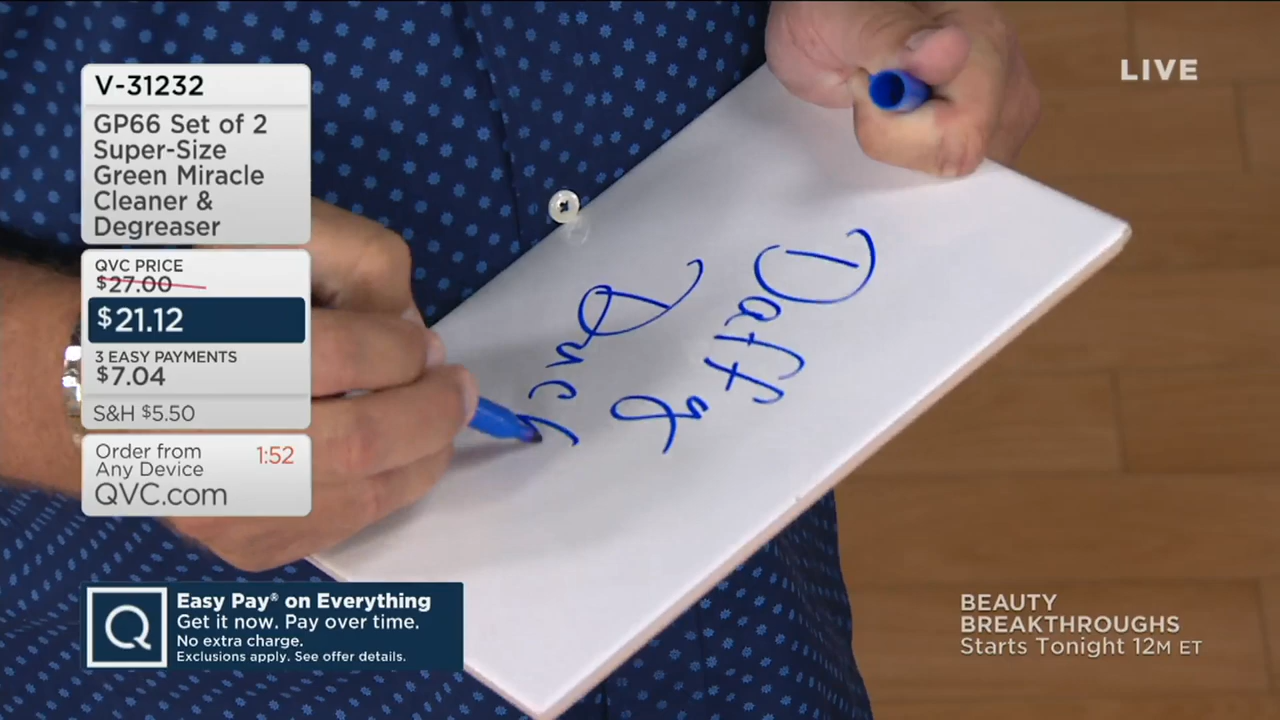 V-31232
GP66 Set of 2
Super-Size
Green Miracle
Cleaner &
Degreaser
QVC PRICE
$27.00
$21.12
3 EASY PAYMENTS
$7.04
S&H $5.50
Order from
Any Device
1:52
QVC.com
Q
Easy Pay® on Everything
Get it now. Pay over time.
No extra charge.
Exclusions apply. See offer details.
Daffy
Duck
LIVE
BEAUTY
BREAKTHROUGHS
Starts Tonight 12M ET